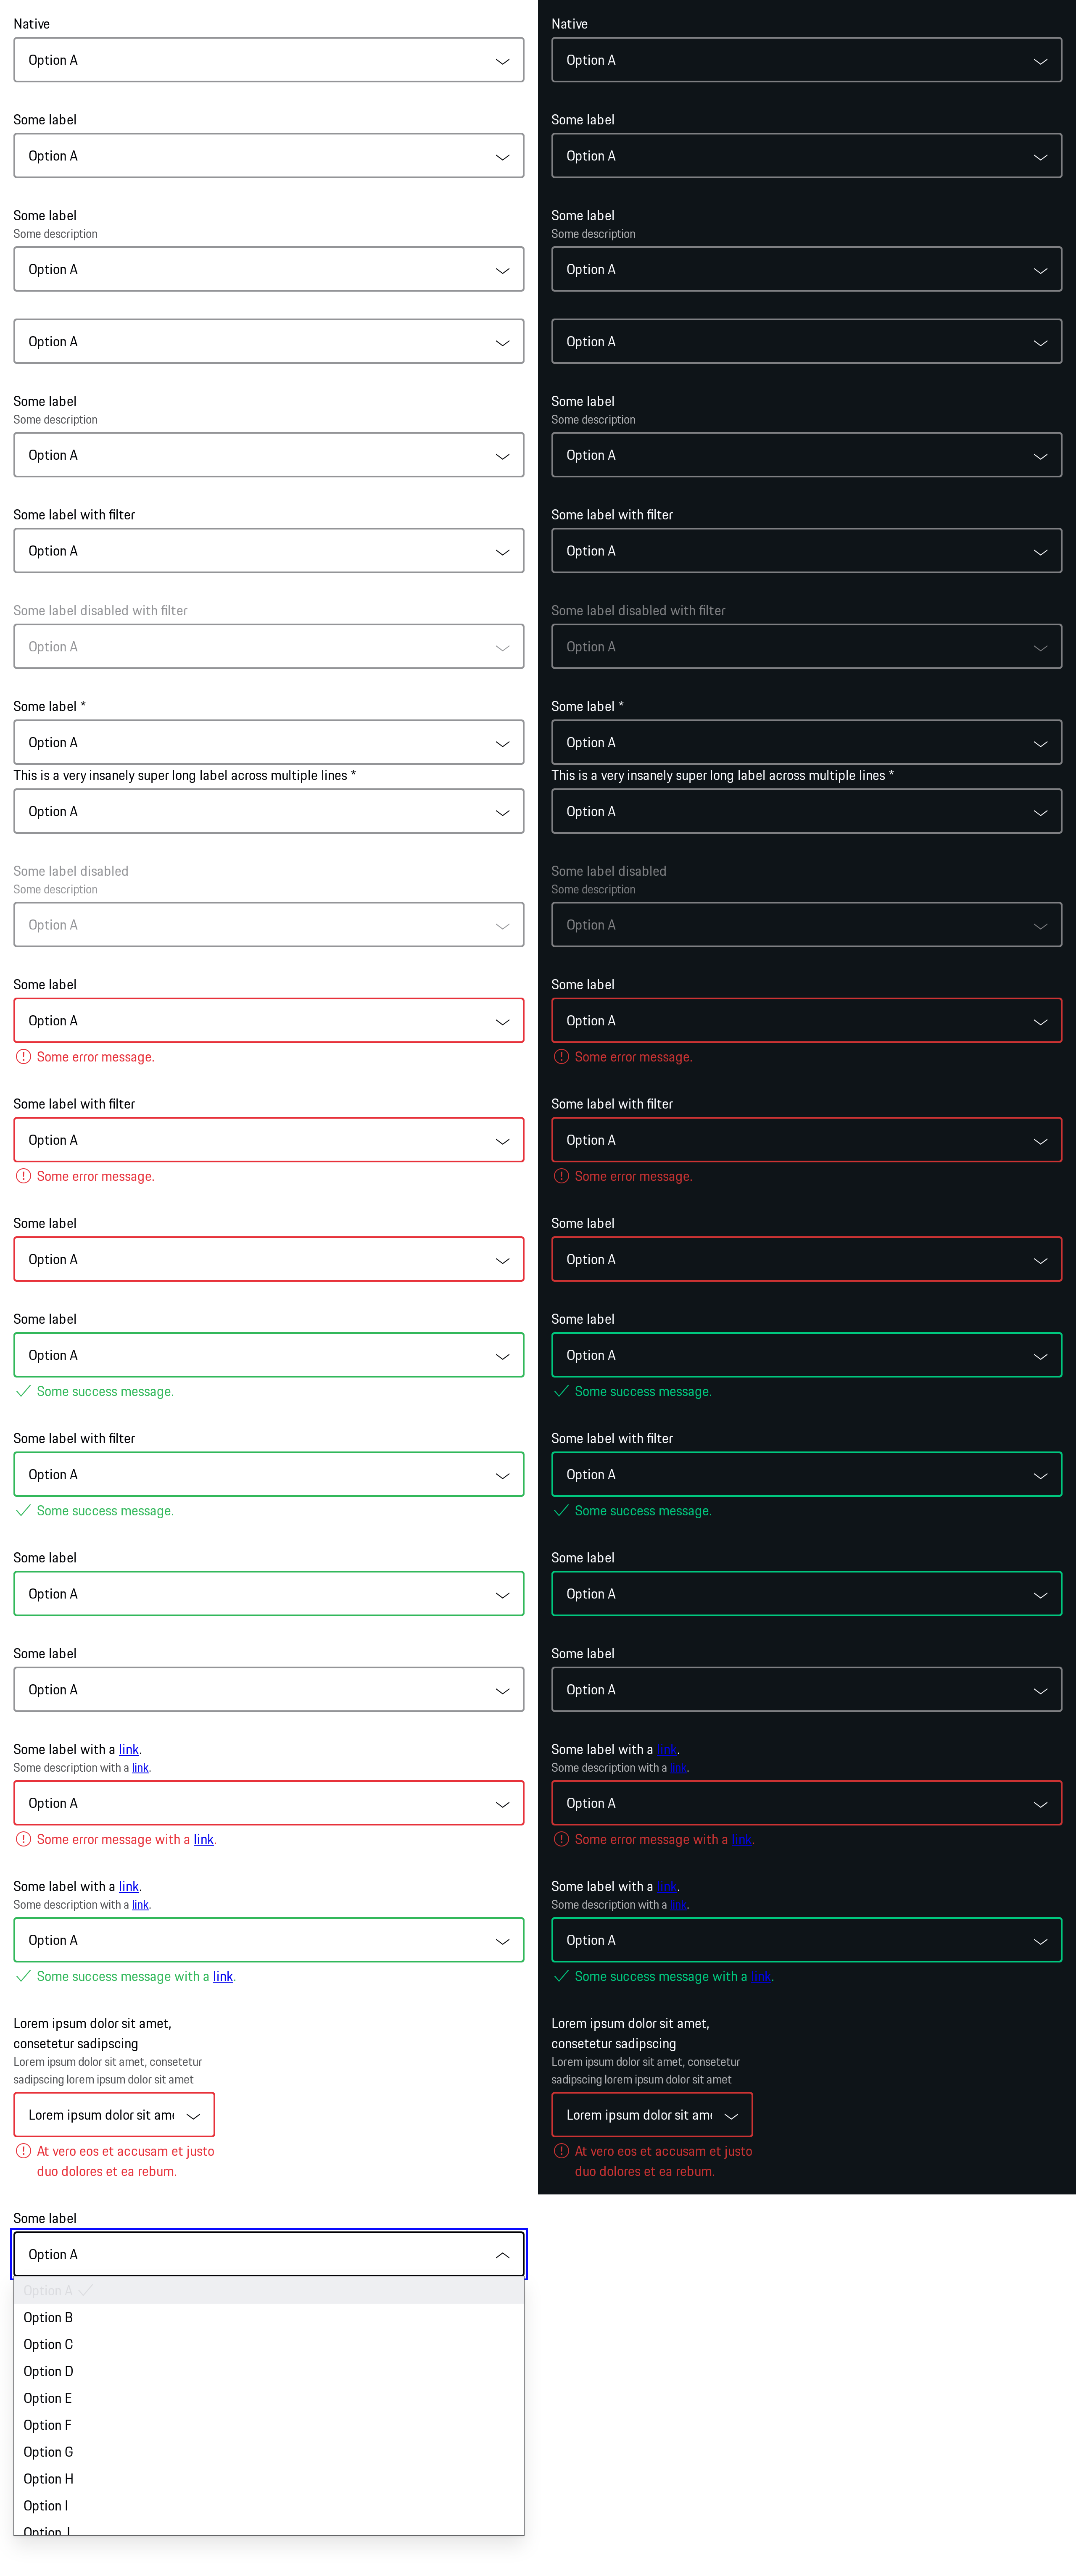 Native
Option A
Some label
Option A
Some label
Some description
Option A
Option A
Some label
Some description
Option A
Some label with filter
Option A
Some label disabled with filter
Option A
Some label *
Option A
This is a very insanely super long label across multiple lines *
Option A
Some label disabled
Some description
Option A
Some label
Option A
Some error message.
Some label with filter
Option A
Some error message.
Some label
Option A
Some label
Option A
Some success message.
Some label with filter
Option A
Some success message.
Some label
Option A
Some label
Option A
Some label with a link.
Some description with a link.
Option A
Some error message with a link.
Some label with a link.
Some description with a link.
Option A
Some success message with a link.
Lorem ipsum dolor sit amet,
consetetur sadipscing
Lorem ipsum dolor sit amet, consetetur
sadipscing lorem ipsum dolor sit amet
Lorem ipsum dolor sit ame
At vero eos et accusam et justo
duo dolores et ea rebum.
Some label
Option A
Option A
Option B
Option C
Option D
Option E
Option F
Option G
Option H
Option I
Option J
Native
Option A
Some label
Option A
Some label
Some description
Option A
Option A
Some label
Some description
Option A
Some label with filter
Option A
Some label disabled with filter
Option A
Some label *
Option A
This is a very insanely super long label across multiple lines *
Option A
Some label disabled
Some description
Option A
Some label
Option A
Some error message.
Some label with filter
Option A
Some error message.
Some label
Option A
Some label
Option A
Some success message.
Some label with filter
Option A
Some success message.
Some label
Option A
Some label
Option A
Some label with a link.
Some description with a link.
Option A
Some error message with a link.
Some label with a link.
Some description with a link.
Option A
Some success message with a link.
Lorem ipsum dolor sit amet,
consetetur sadipscing
Lorem ipsum dolor sit amet, consetetur
sadipscing lorem ipsum dolor sit amet
Lorem ipsum dolor sit ame
At vero eos et accusam et justo
duo dolores et ea rebum.